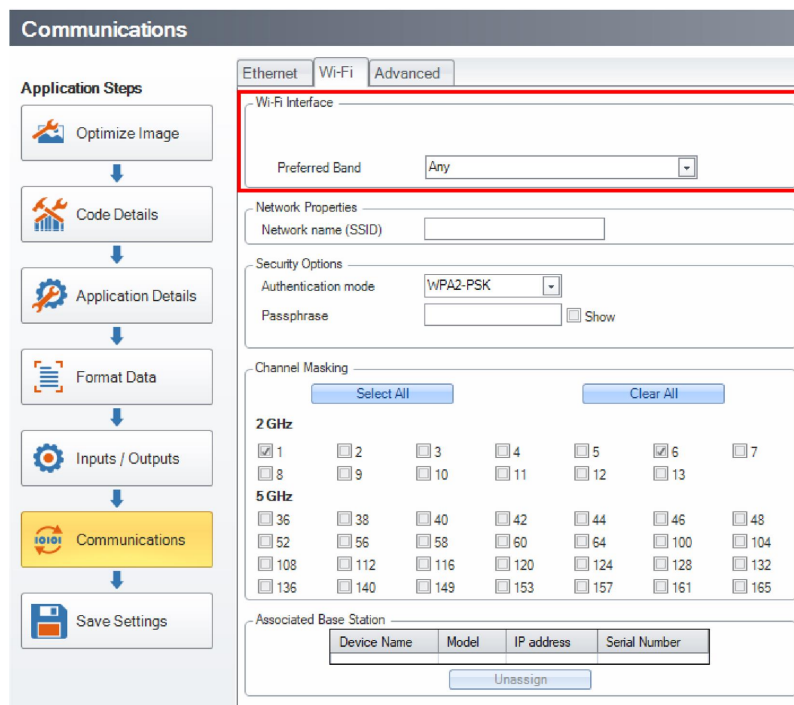 Communications
Application Steps
Optimize Image
Code Details
Application Details
Format Data
Inputs / Outputs
Communications
Save Settings
Ethernet Wi-Fi Advanced
Wi-Fi Interface
Preferred Band Any
Network Properties
Network name (SSID)
Security Options
Authentication mode WPA2-PSK
Passphrase Show
Channel Masking
Select All Clear All
2 GHz
1 2 3 4 5 6 7
8 9 10 11 12 13
5 GHz
36 38 40 42 44 46 48
52 56 58 60 64 100 104
108 112 116 120 124 128 132
136 140 149 153 157 161 165
Associated Base Station
Device Name Model IP address Serial Number
Unassign